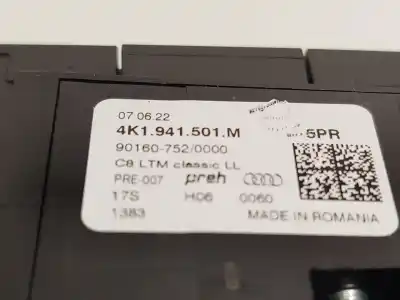 07 06 22
4K1.941.501.M 5PR
90160-752/0000
C8 LTM classic LL
PRE-007 preh
17S H06 0060
1383 MADE IN ROMANIA